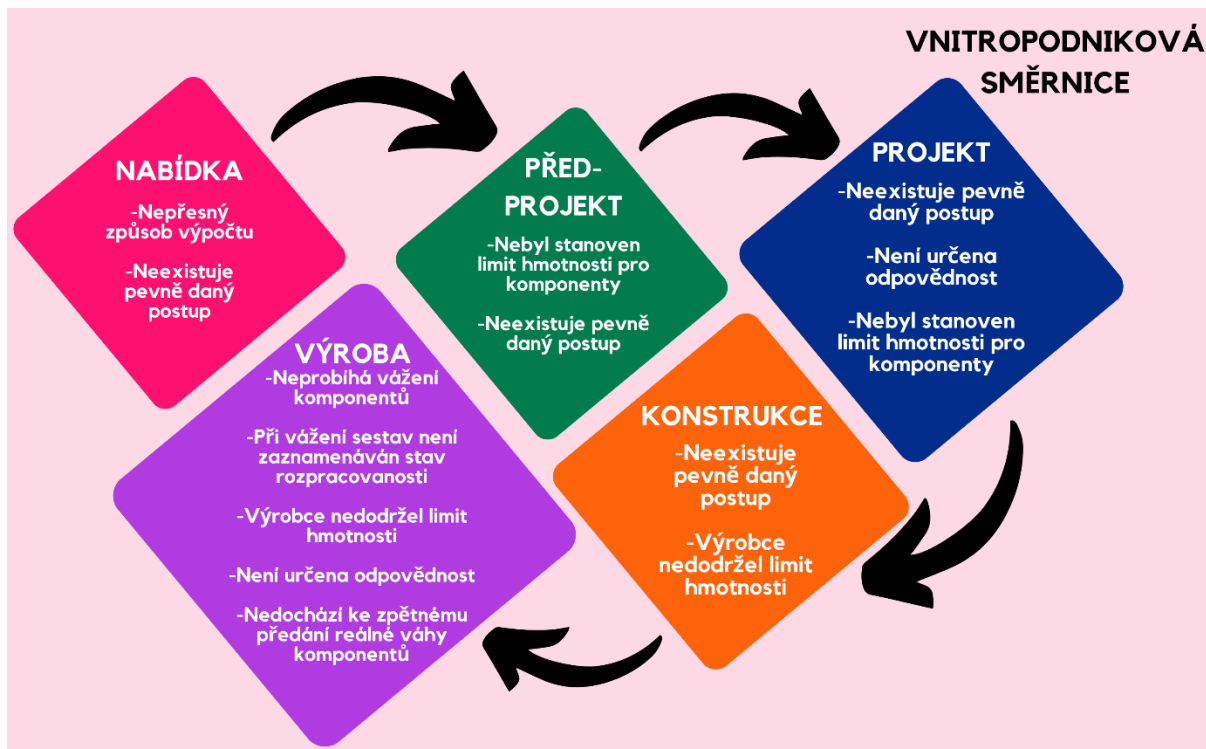 VNITROPODNIKOVÁ
SMĚRNICE
NABÍDKA
-Nepřesný
způsob výpočtu
-Neexistuje
pevně daný
postup
PŘED-
PROJEKT
-Nebyl stanoven
limit hmotnosti pro
komponenty
-Neexistuje pevně
daný postup
PROJEKT
-Neexistuje pevně
daný postup
-Není určena
odpovědnost
-Nebyl stanoven
limit hmotnosti pro
komponenty
KONSTRUKCE
-Neexistuje
pevně daný
postup
-Výrobce
nedodržel limit
hmotnosti
VÝROBA
-Neprobíhá vážení
komponentů
-Při vážení sestav není
zaznamenáván stav
rozpracovanosti
-Výrobce nedodržel limit
hmotnosti
-Není určena odpovědnost
-Nedochází ke zpětnému
předání reálné váhy
komponentů